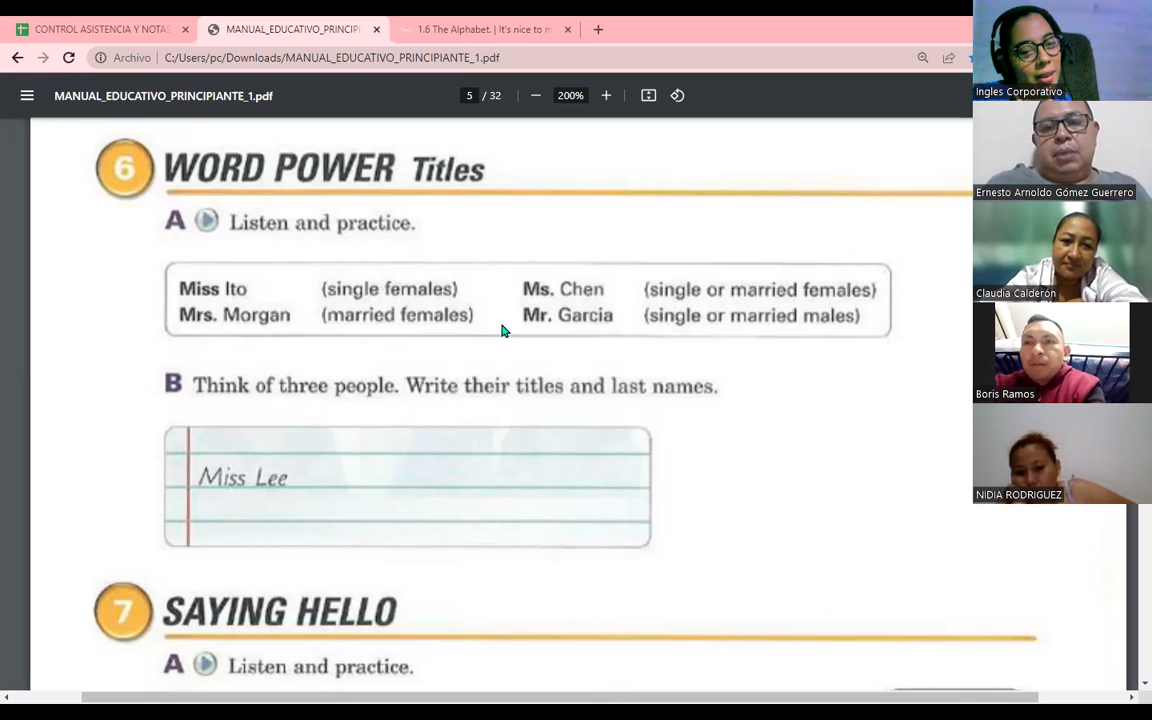 CONTROL ASISTENCIA Y NOTAS
MANUAL_EDUCATIVO_PRINCIPI
1.6 The Alphabet. | It's nice to m
Archivo
C:/Users/pc/Downloads/MANUAL_EDUCATIVO_PRINCIPIANTE_1.pdf
MANUAL_EDUCATIVO_PRINCIPIANTE_1.pdf
5 / 32
200%
6 WORD POWER Titles
A Listen and practice.
Miss Ito (single females) Ms. Chen (single or married females)
Mrs. Morgan (married females) Mr. Garcia (single or married males)
B Think of three people. Write their titles and last names.
Miss Lee
7 SAYING HELLO
A Listen and practice.
Ingles Corporativo
Ernesto Arnoldo Gómez Guerrero
Claudia Calderón
Boris Ramos
NIDIA RODRIGUEZ